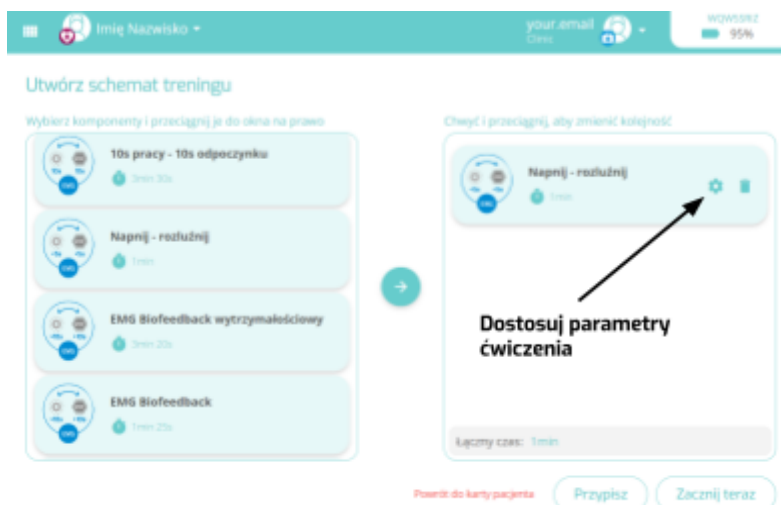 Imię Nazwisko
your.email
Clinic
WQWSSRRZ
95%
Utwórz schemat treningu
Wybierz komponenty i przeciągnij je do okna na prawo
Chwyć i przeciągnij, aby zmienić kolejność
10s pracy - 10s odpoczynku
3min 30s
Napnij - rozluźnij
1min
EMG Biofeedback wytrzymałościowy
3min 20s
EMG Biofeedback
1min 25s
Napnij - rozluźnij
1min
Dostosuj parametry
ćwiczenia
Łączny czas: 1min
Powrót do karty pacjenta
Przypisz
Zacznij teraz